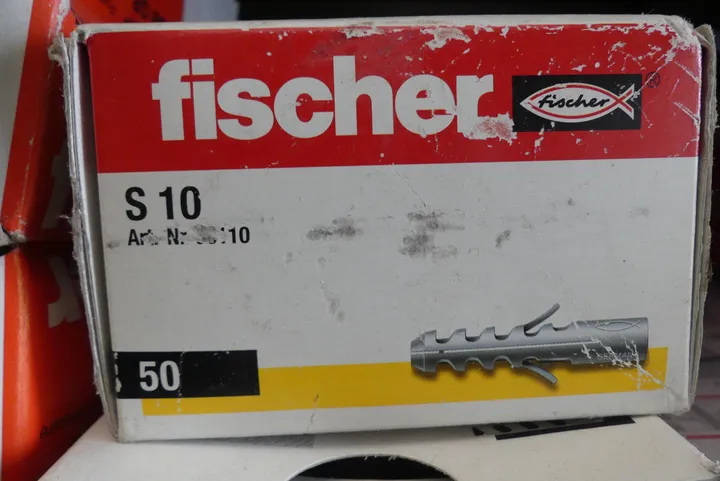 fischer
fischer
®
S 10
Art. Nr.
50